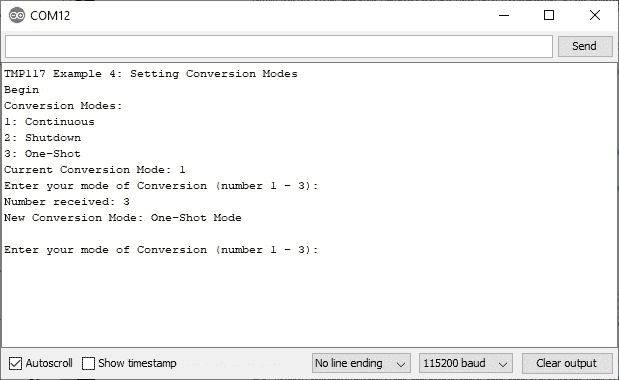 COM12
Send
TMP117 Example 4: Setting Conversion Modes
Begin
Conversion Modes:
1: Continuous
2: Shutdown
3: One-Shot
Current Conversion Mode: 1
Enter your mode of Conversion (number 1 - 3):
Number received: 3
New Conversion Mode: One-Shot Mode
Enter your mode of Conversion (number 1 - 3):
Autoscroll Show timestamp No line ending 115200 baud Clear output